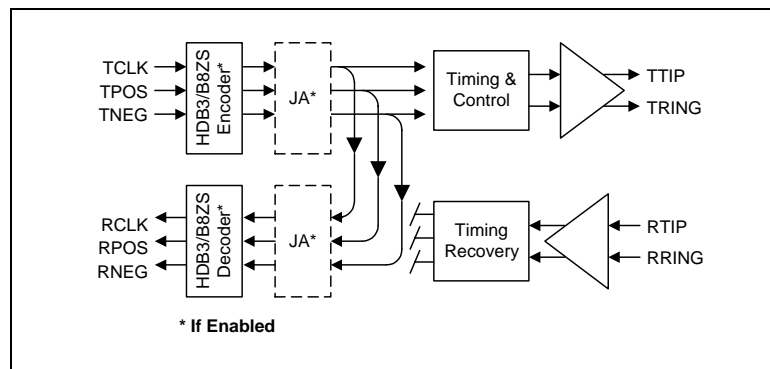 TCLK
TPOS
TNEG
HDB3/B8ZS
Encoder*
JA*
Timing &
Control
TTIP
TRING
RCLK
RPOS
RNEG
HDB3/B8ZS
Decoder*
JA*
Timing
Recovery
RTIP
RRING
* If Enabled